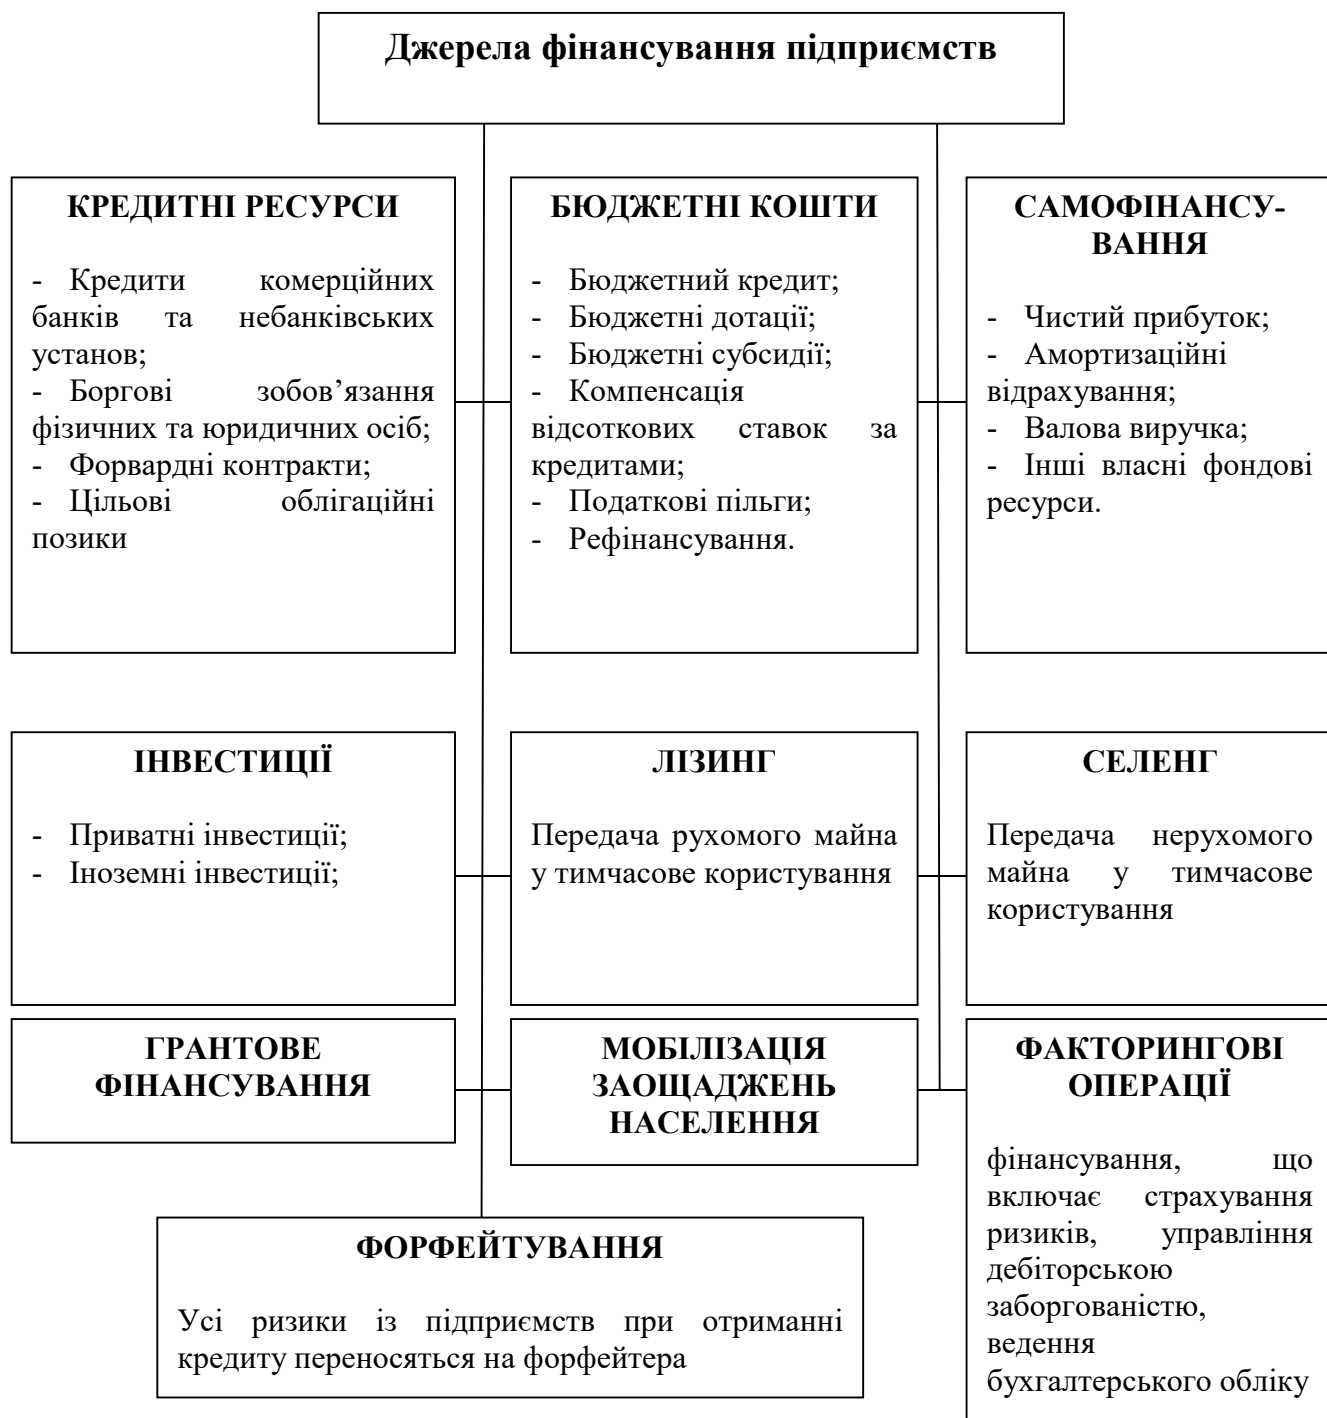 Джерела фінансування підприємств
КРЕДИТНІ РЕСУРСИ
- Кредити комерційних
банків та небанківських
установ;
- Боргові зобов’язання
фізичних та юридичних осіб;
- Форвардні контракти;
- Цільові облігаційні
позики
БЮДЖЕТНІ КОШТИ
- Бюджетний кредит;
- Бюджетні дотації;
- Бюджетні субсидії;
- Компенсація
відсоткових ставок за
кредитами;
- Податкові пільги;
- Рефінансування.
САМОФІНАНСУ-
ВАННЯ
- Чистий прибуток;
- Амортизаційні
відрахування;
- Валова виручка;
- Інші власні фондові
ресурси.
ІНВЕСТИЦІЇ
- Приватні інвестиції;
- Іноземні інвестиції;
ЛІЗИНГ
Передача рухомого майна
у тимчасове користування
СЕЛЕНГ
Передача нерухомого
майна у тимчасове
користування
ГРАНТОВЕ
ФІНАНСУВАННЯ
МОБІЛІЗАЦІЯ
ЗАОЩАДЖЕНЬ
НАСЕЛЕННЯ
ФАКТОРИНГОВІ
ОПЕРАЦІЇ
фінансування, що
включає страхування
ризиків, управління
дебіторською
заборгованістю,
ведення
бухгалтерського обліку
ФОРФЕЙТУВАННЯ
Усі ризики із підприємств при отриманні
кредиту переносяться на форфейтера